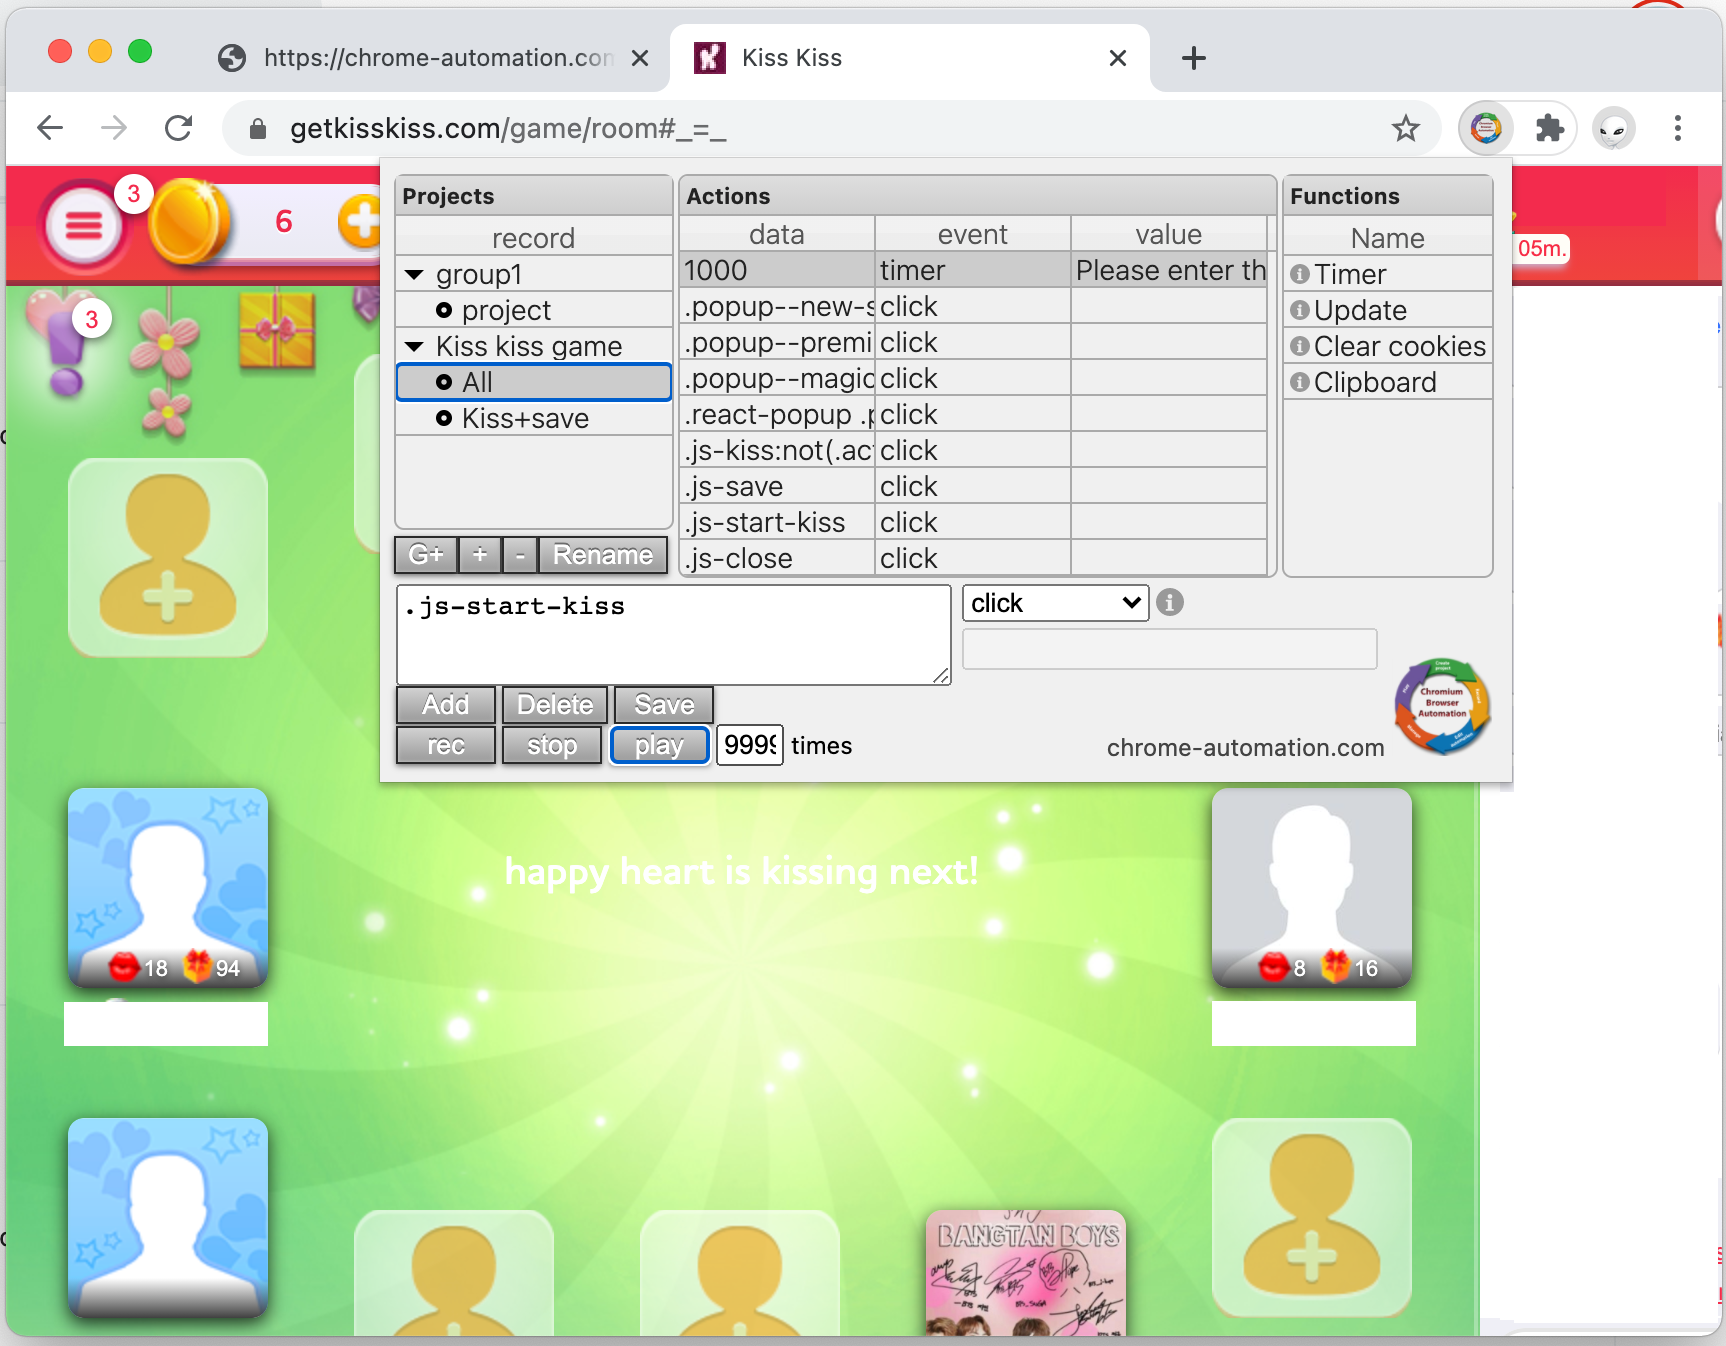 https://chrome-automation.con
Kiss Kiss
getkisskiss.com/game/room#_=_
3
6
05m.
3
Projects
record
group1
project
Kiss kiss game
All
Kiss+save
G+ + - Rename
Actions
data event value
1000 timer Please enter th
.popup--new-s click
.popup--premi click
.popup--magic click
.react-popup .p click
.js-kiss:not(.act click
.js-save click
.js-start-kiss click
.js-close click
Functions
Name
Timer
Update
Clear cookies
Clipboard
.js-start-kiss
click
Add Delete Save
rec stop play 9999 times
chrome-automation.com
Chromium
Browser
Automation
happy heart is kissing next!
18 94
8 16
BANGTAN BOYS